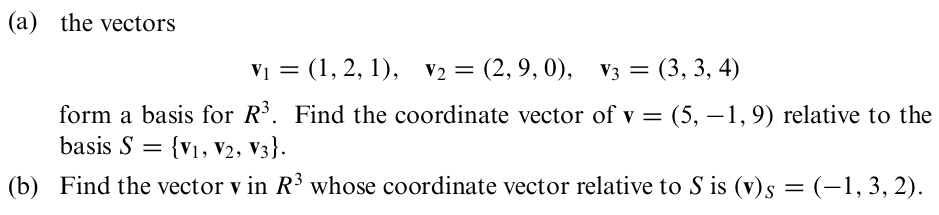 (a) the vectors
v₁ = (1, 2, 1), v₂ = (2, 9, 0), v₃ = (3, 3, 4)
form a basis for R³. Find the coordinate vector of v = (5, −1, 9) relative to the
basis S = {v₁, v₂, v₃}.
(b) Find the vector v in R³ whose coordinate vector relative to S is (v)ₛ = (−1, 3, 2).